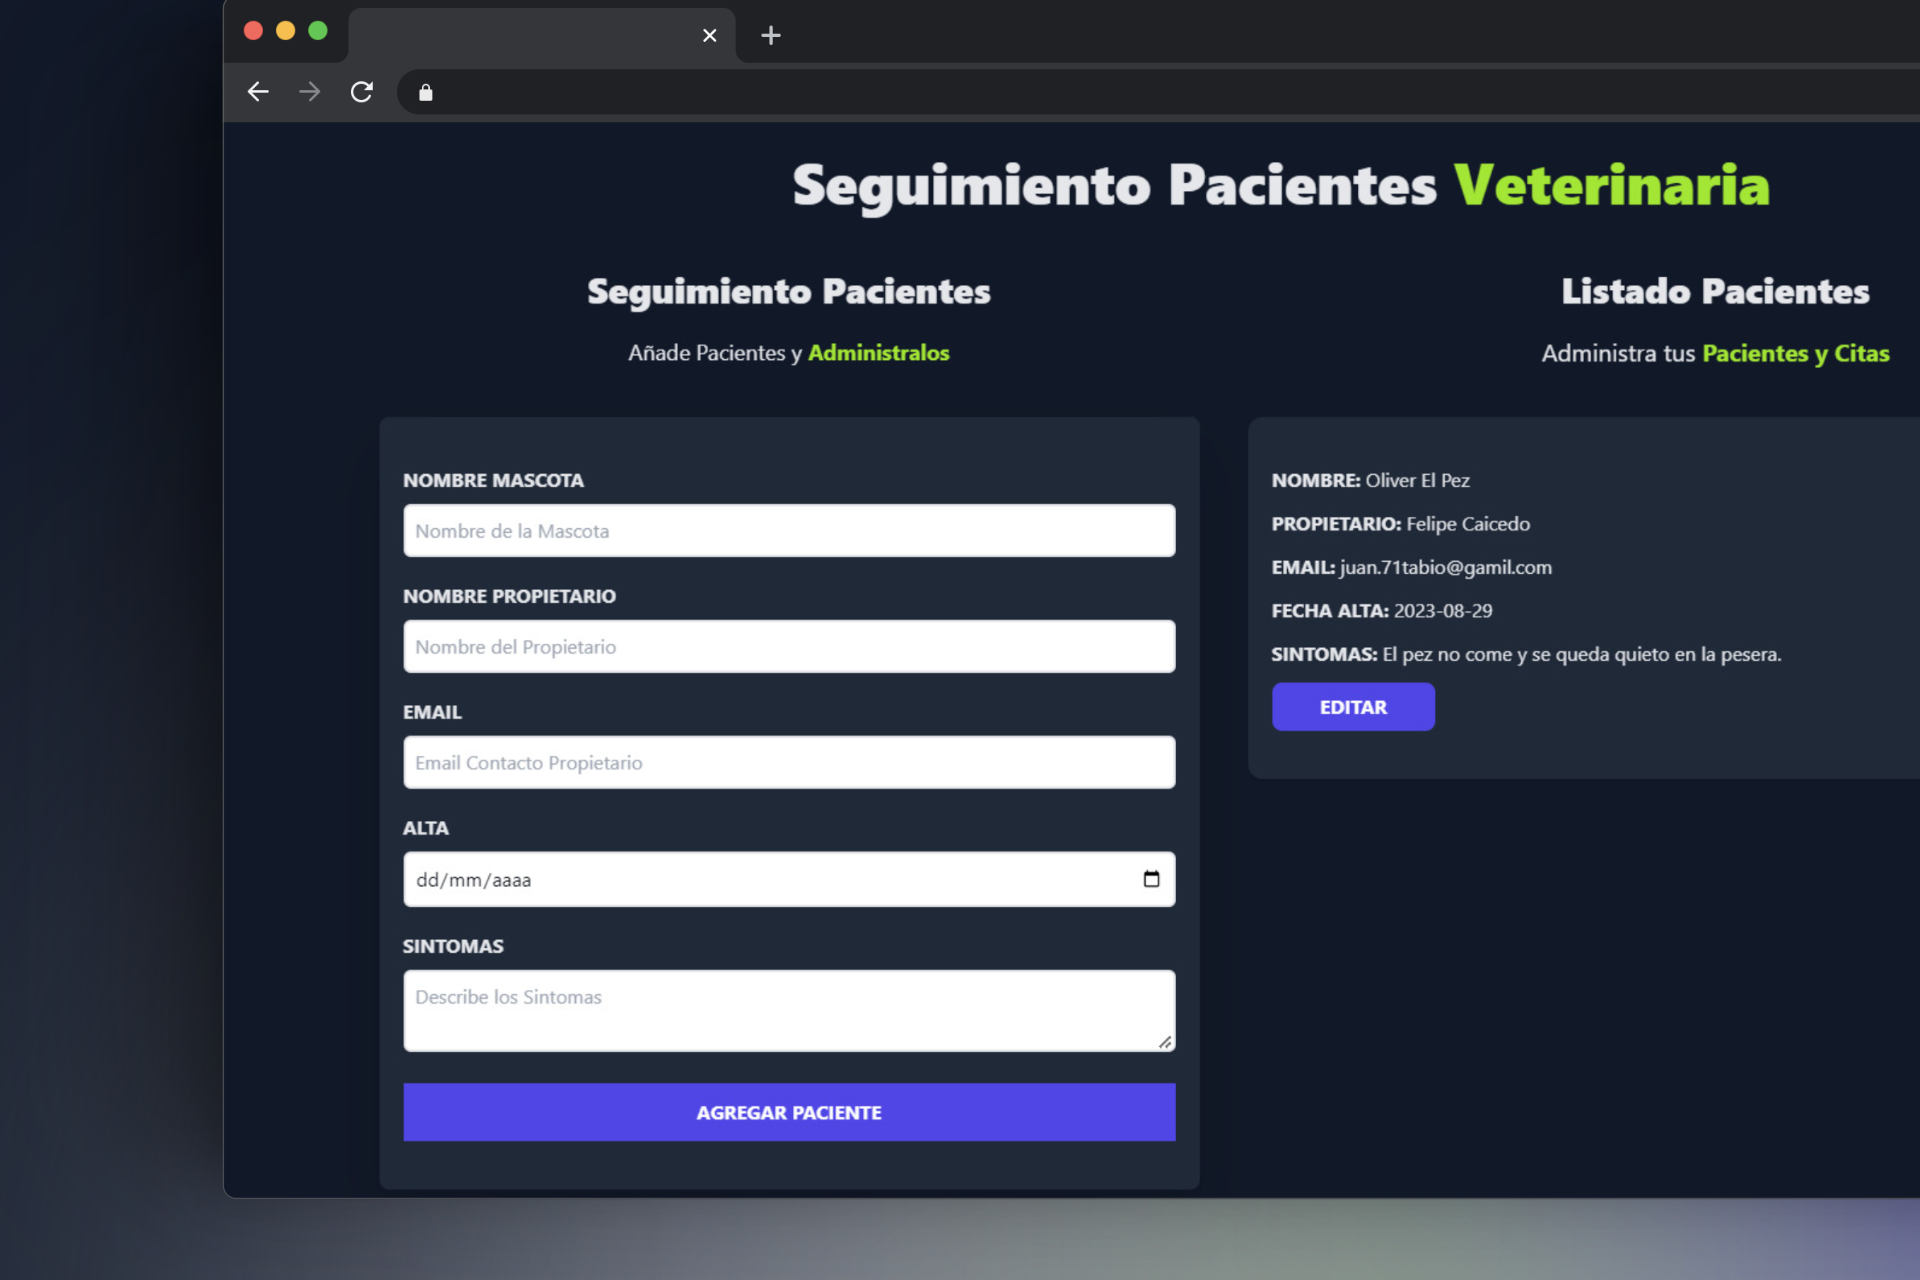 Seguimiento Pacientes Veterinaria
Seguimiento Pacientes
Añade Pacientes y Administralos
NOMBRE MASCOTA
Nombre de la Mascota
NOMBRE PROPIETARIO
Nombre del Propietario
EMAIL
Email Contacto Propietario
ALTA
dd/mm/aaaa
SINTOMAS
Describe los Sintomas
AGREGAR PACIENTE
Listado Pacientes
Administra tus Pacientes y Citas
NOMBRE: Oliver El Pez
PROPIETARIO: Felipe Caicedo
EMAIL: juan.71tabio@gamil.com
FECHA ALTA: 2023-08-29
SINTOMAS: El pez no come y se queda quieto en la pesera.
EDITAR